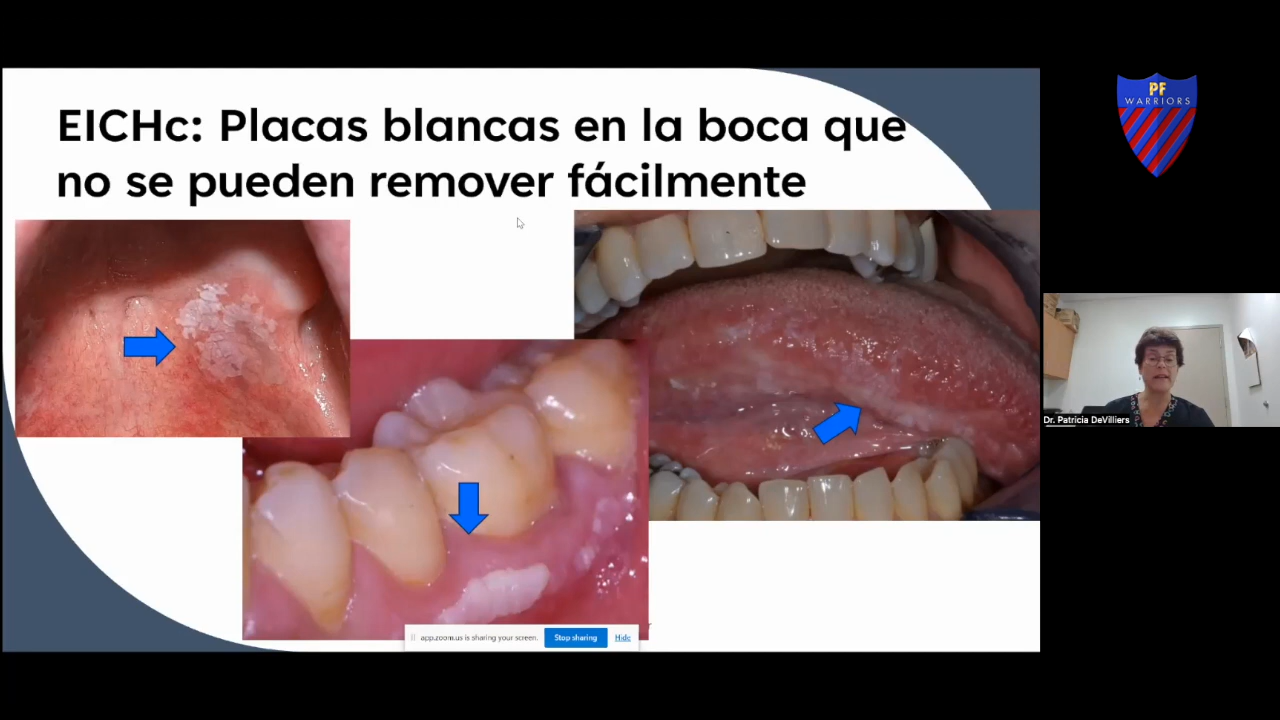 EICHc: Placas blancas en la boca que
no se pueden remover fácilmente
PF
WARRIORS
Dr. Patricia DeVilliers
app.zoom.us is sharing your screen.
Stop sharing
Hide